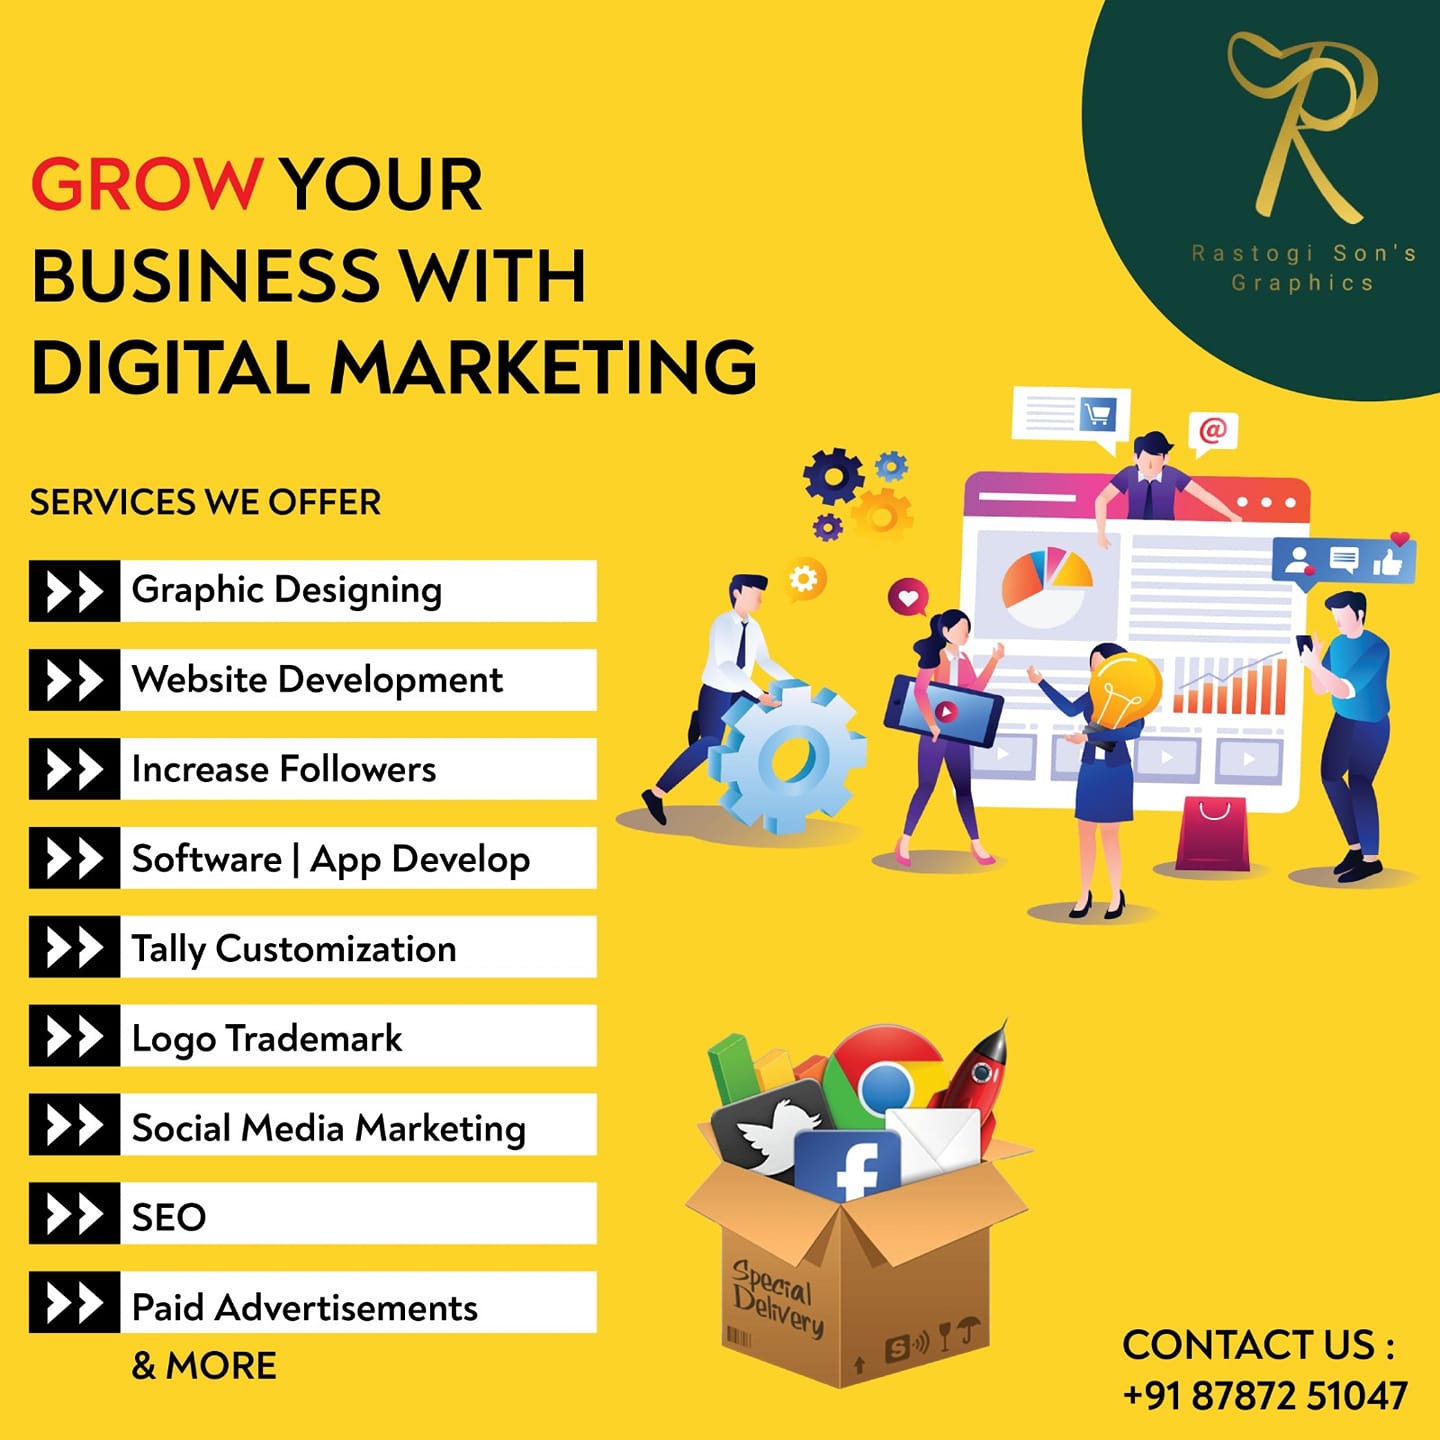 Rastogi Son's
Graphics
GROW YOUR
BUSINESS WITH
DIGITAL MARKETING
@
SERVICES WE OFFER
Graphic Designing
Website Development
Increase Followers
Software | App Develop
Tally Customization
Logo Trademark
Social Media Marketing
SEO
Paid Advertisements
& MORE
f
Special
Delivery
S
CONTACT US :
+91 87872 51047